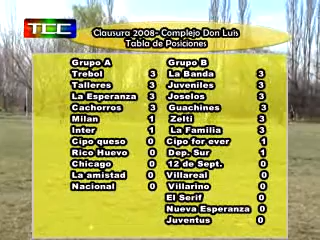 TCC
Clausura 2008- Complejo Don Luis
Tabla de Posiciones
Grupo A
Trebol 3
Talleres 3
La Esperanza 3
Cachorros 3
Milan 1
Inter 1
Cipo queso 0
Rico Huevo 0
Chicago 0
La amistad 0
Nacional 0
Grupo B
La Banda 3
Juveniles 3
Joselos 3
Guachines 3
Zelti 3
La Familia 3
Cipo for ever 1
Dep. Sur 1
12 de Sept. 0
Villareal 0
Villarino 0
El Serif 0
Nueva Esperanza 0
Juventus 0